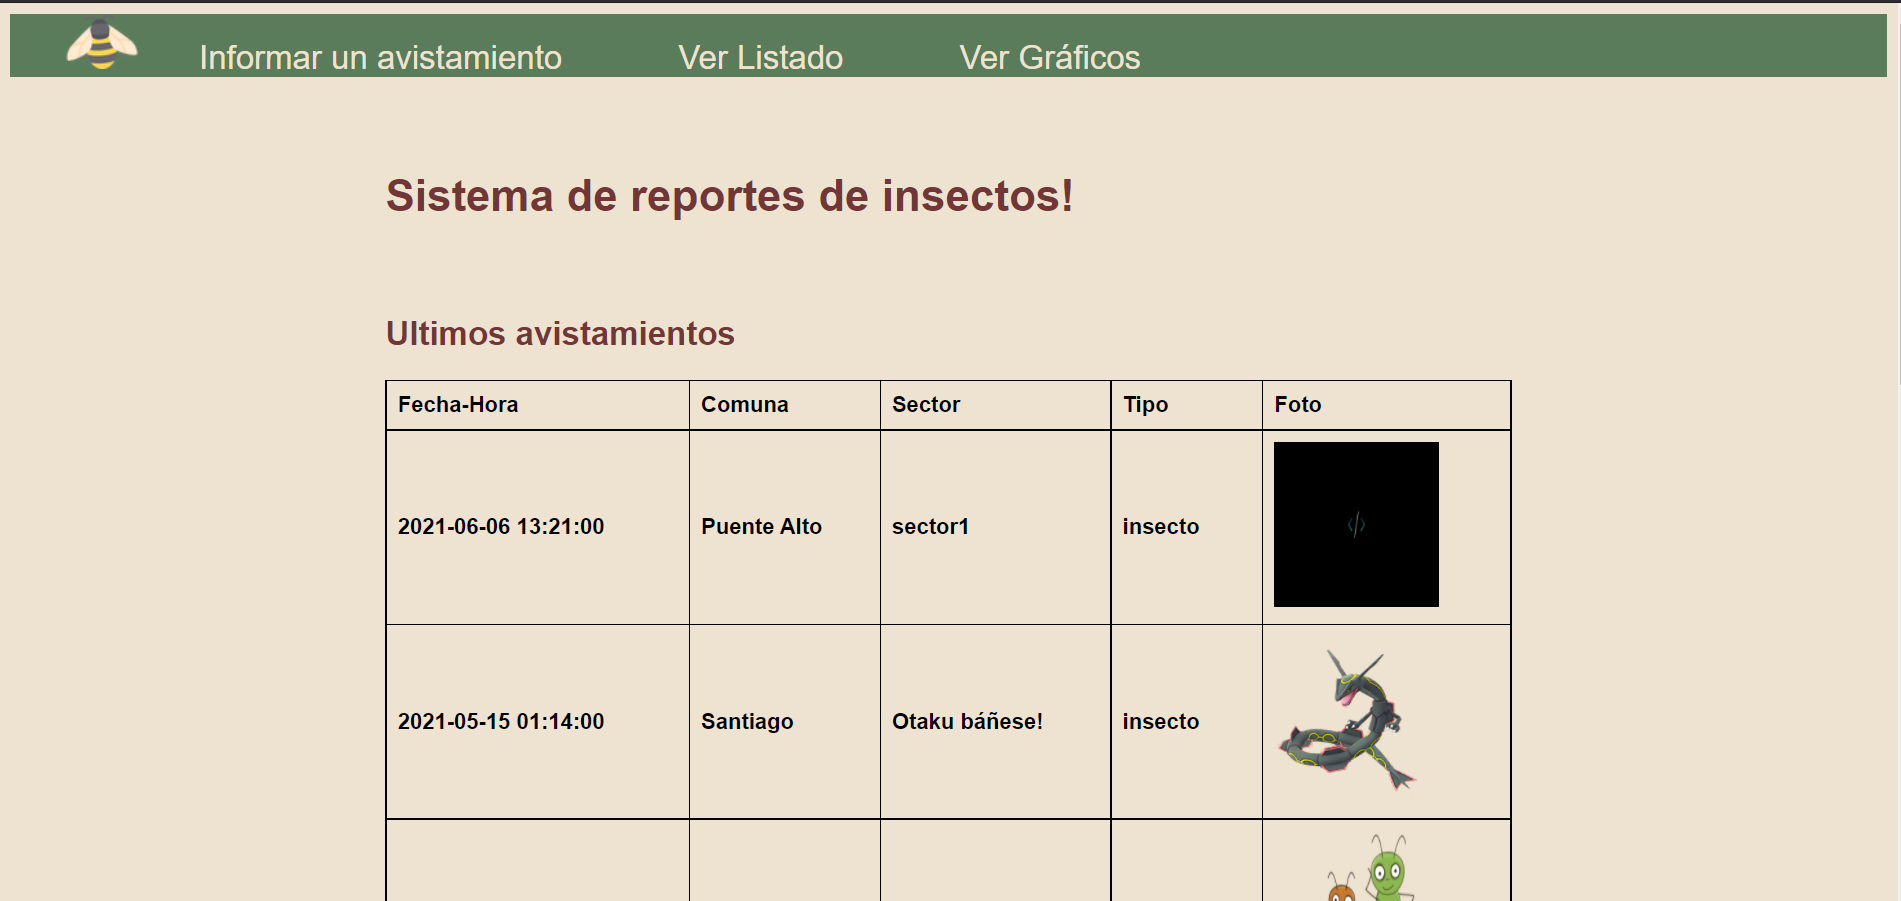 Informar un avistamiento Ver Listado Ver Gráficos
Sistema de reportes de insectos!
Ultimos avistamientos
Fecha-Hora Comuna Sector Tipo Foto
2021-06-06 13:21:00 Puente Alto sector1 insecto
2021-05-15 01:14:00 Santiago Otaku báñese! insecto